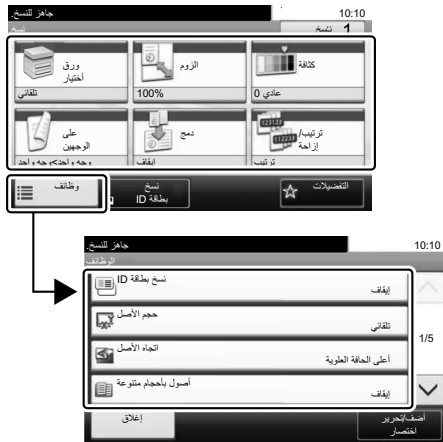 جاهز للنسخ.
10:10
نسخ
نسخ 1
ورق
أختيار
تلقائي
الزوم
100%
كثافة
عادي 0
على
الوجهين
وجه واحد>وجه واحد
دمج
إيقاف
ترتيب/
إزاحة
ترتيب
وظائف
نسخ
بطاقة ID
التفضيلات
جاهز للنسخ.
10:10
الوظائف
نسخ بطاقة ID
إيقاف
حجم الأصل
تلقائي
اتجاه الأصل
أعلى الحافة العلوية
أصول بأحجام متنوعة
إيقاف
1/5
إغلاق
أضف/تحرير
اختصار